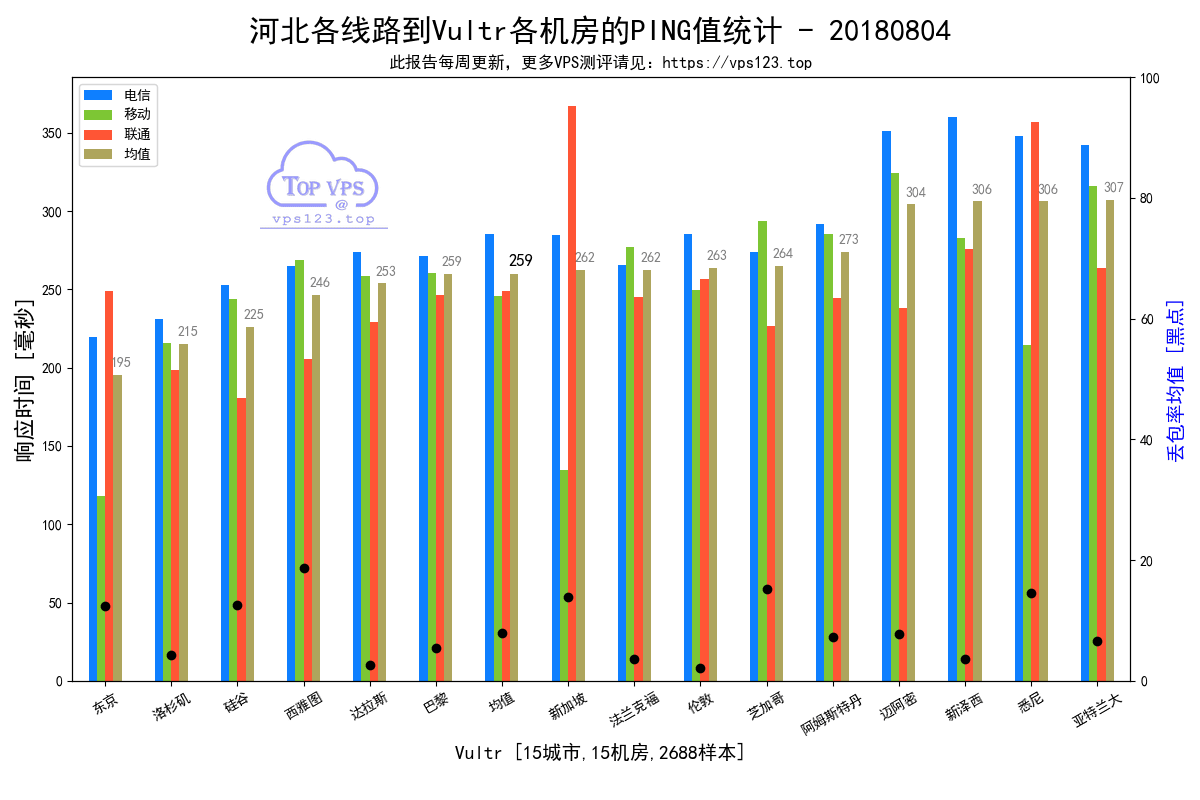 河北各线路到Vultr各机房的PING值统计 - 20180804
此报告每周更新，更多VPS测评请见：https://vps123.top
电信
移动
联通
均值
TOP VPS
@
vps123.top
响应时间 [毫秒]
350
300
250
200
150
100
50
0
195
215
225
246
253
259
259
262
262
263
264
273
304
306
306
307
100
80
60
40
20
0
丢包率均值 [黑点]
东京
洛杉矶
硅谷
西雅图
达拉斯
巴黎
均值
新加坡
法兰克福
伦敦
芝加哥
阿姆斯特丹
迈阿密
新泽西
悉尼
亚特兰大
Vultr [15城市,15机房,2688样本]